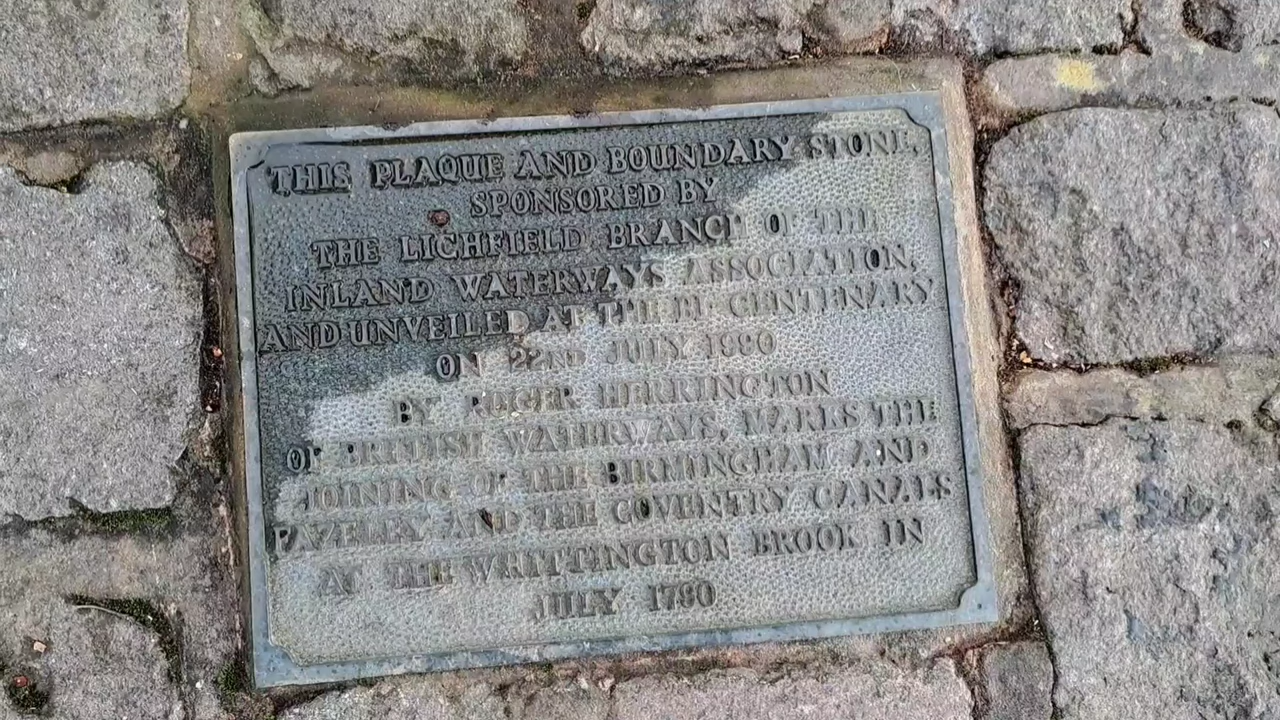 THIS PLAQUE AND BOUNDARY STONE,
SPONSORED BY
THE LICHFIELD BRANCH OF THE
INLAND WATERWAYS ASSOCIATION,
AND UNVEILED AT THE BI-CENTENARY
ON 22ND JULY 1990
BY ROGER HERRINGTON
OF BRITISH WATERWAYS, MARKS THE
JOINING OF THE BIRMINGHAM AND
FAZELEY AND THE COVENTRY CANALS
AT THE WHITTINGTON BROOK IN
JULY 1790